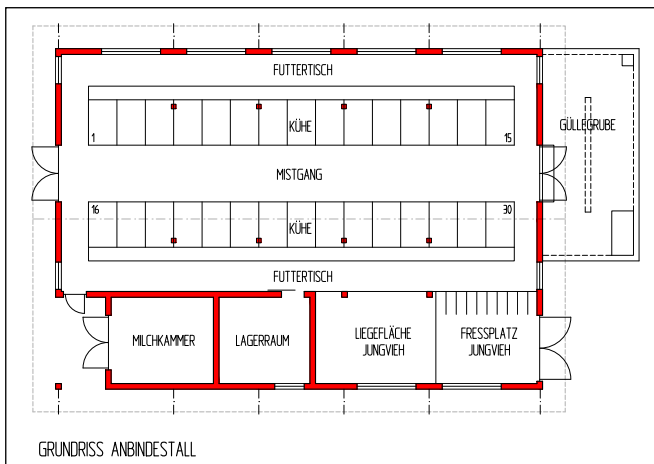 FUTTERTISCH
KÜHE
1
15
GÜLLEGRUBE
MISTGANG
16
30
KÜHE
FUTTERTISCH
MILCHKAMMER
LAGERRAUM
LIEGEFLÄCHE
JUNGVIEH
FRESSPLATZ
JUNGVIEH
GRUNDRISS ANBINDESTALL